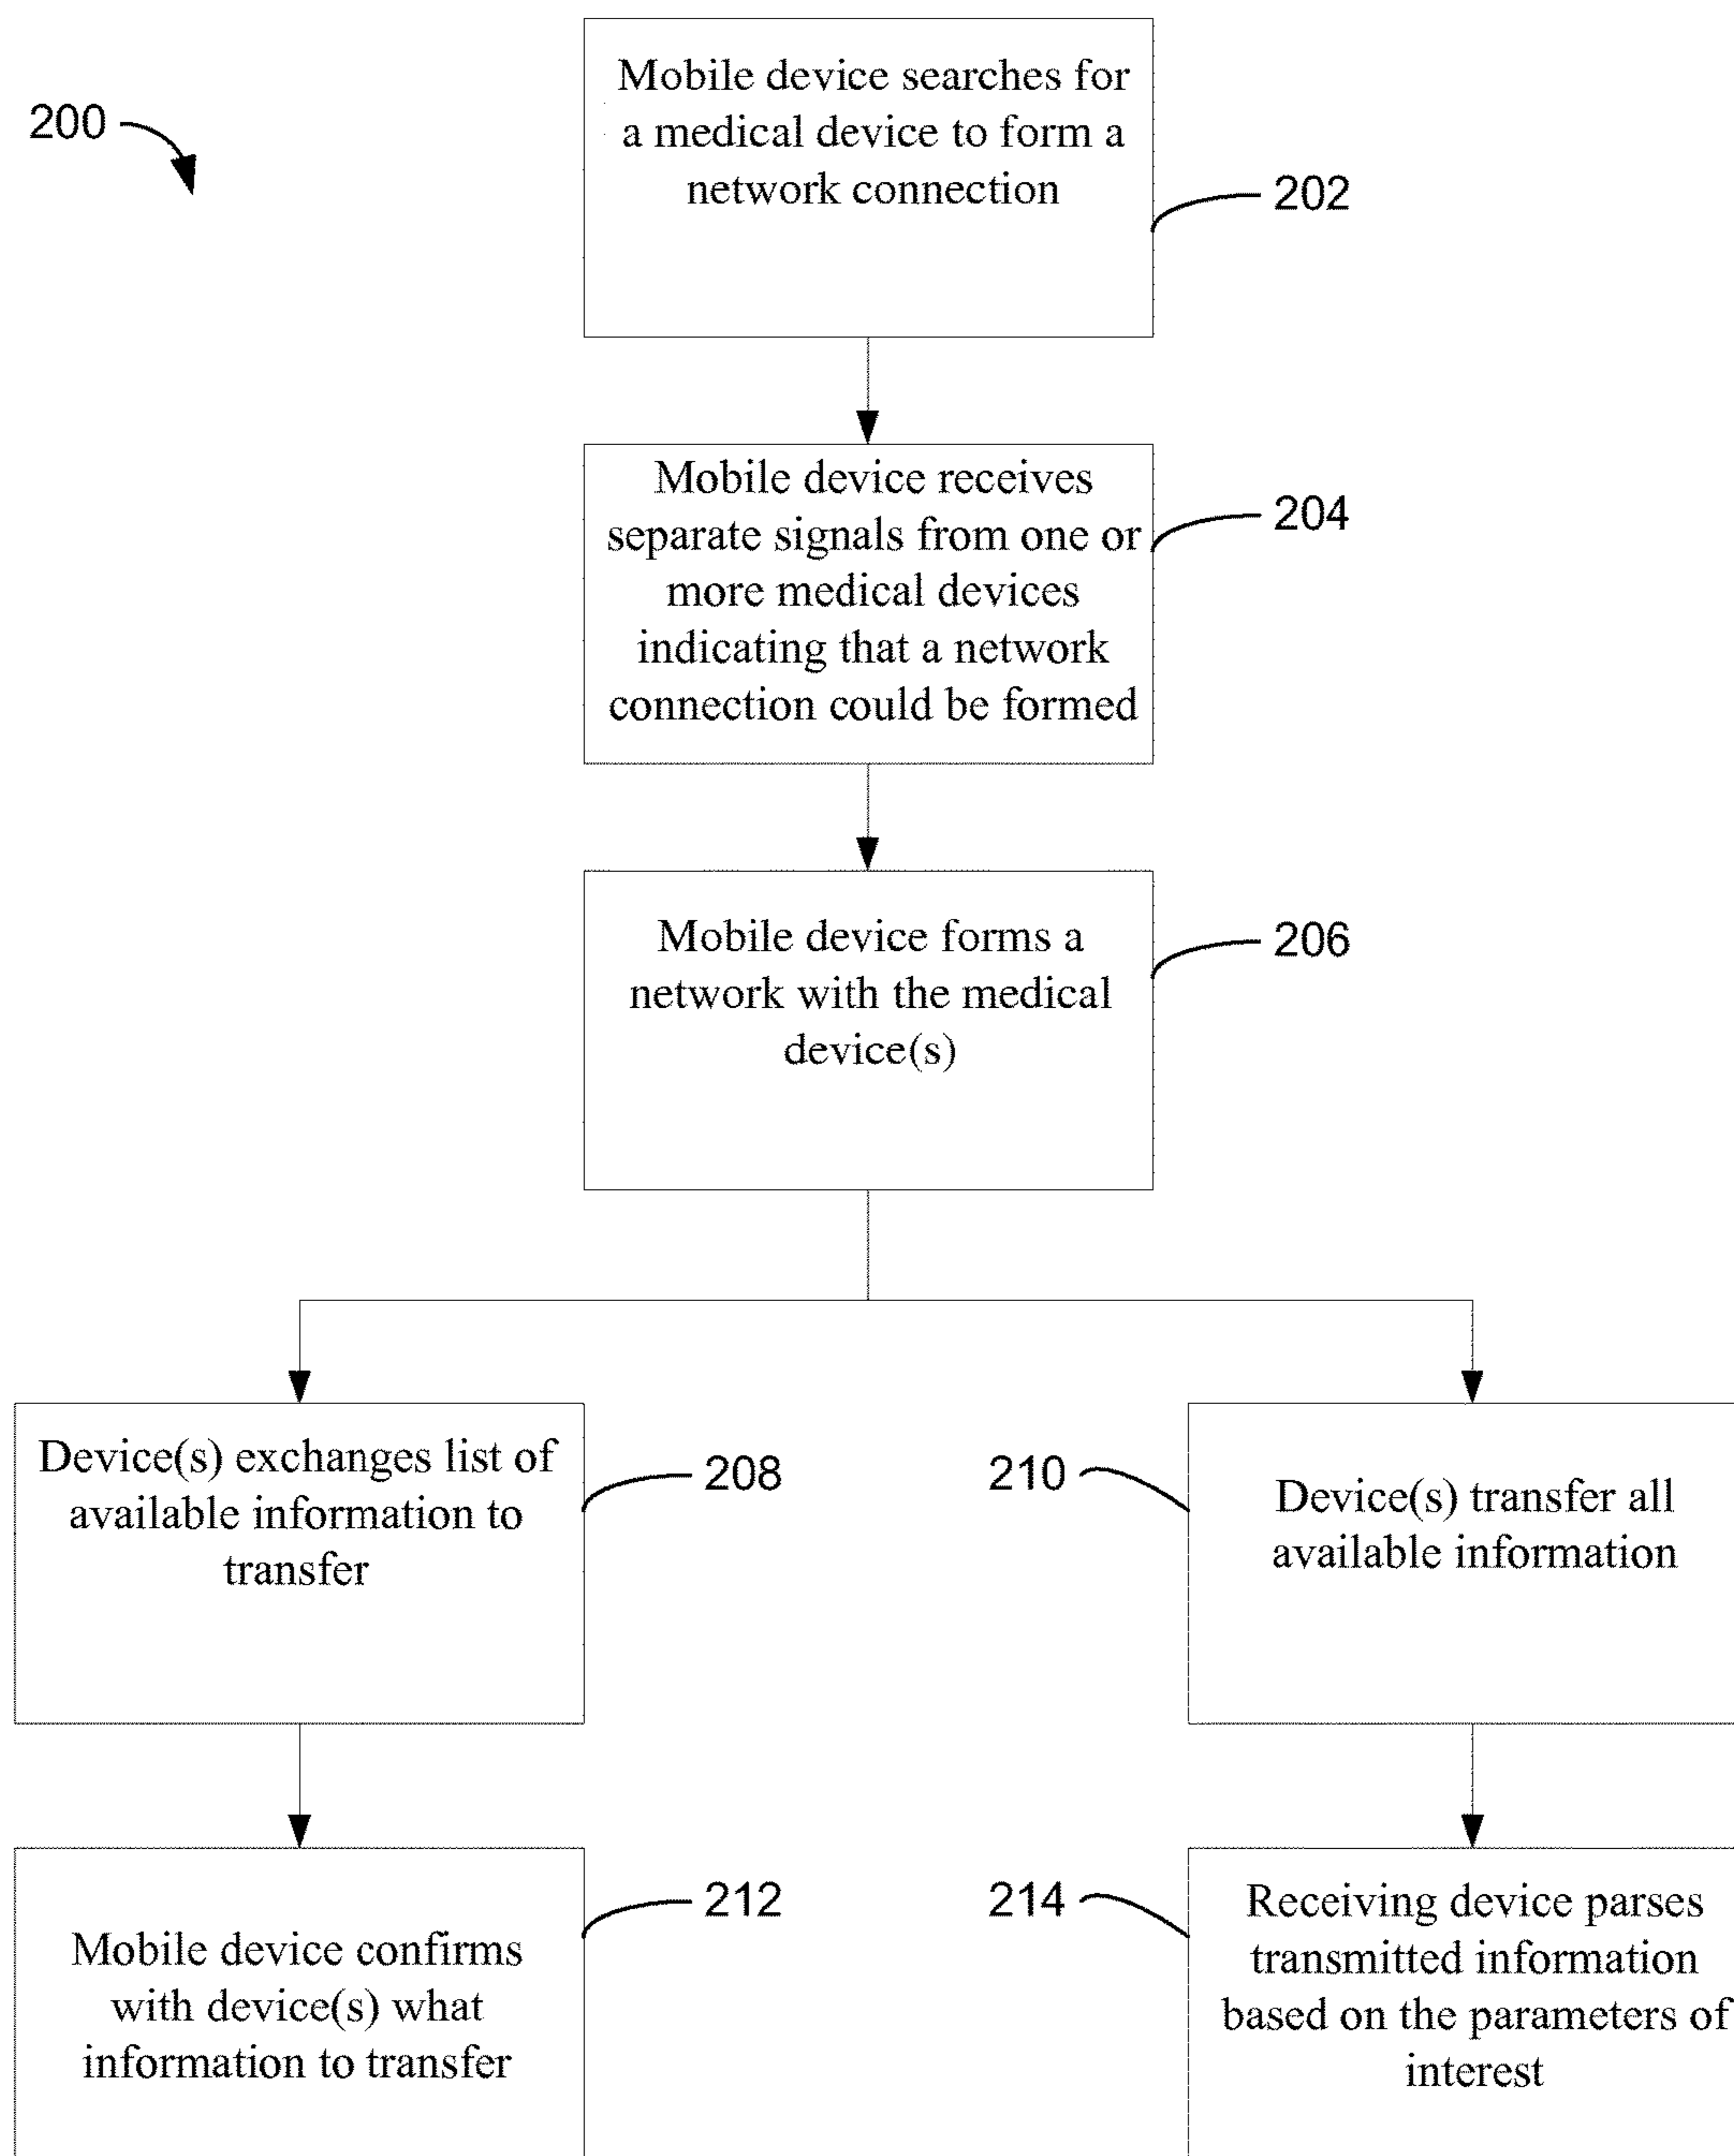 200
Mobile device searches for
a medical device to form a
network connection
202
Mobile device receives
separate signals from one or
more medical devices
indicating that a network
connection could be formed
204
Mobile device forms a
network with the medical
device(s)
206
Device(s) exchanges list of
available information to
transfer
208
210
Device(s) transfer all
available information
Mobile device confirms
with device(s) what
information to transfer
212
214
Receiving device parses
transmitted information
based on the parameters of
interest